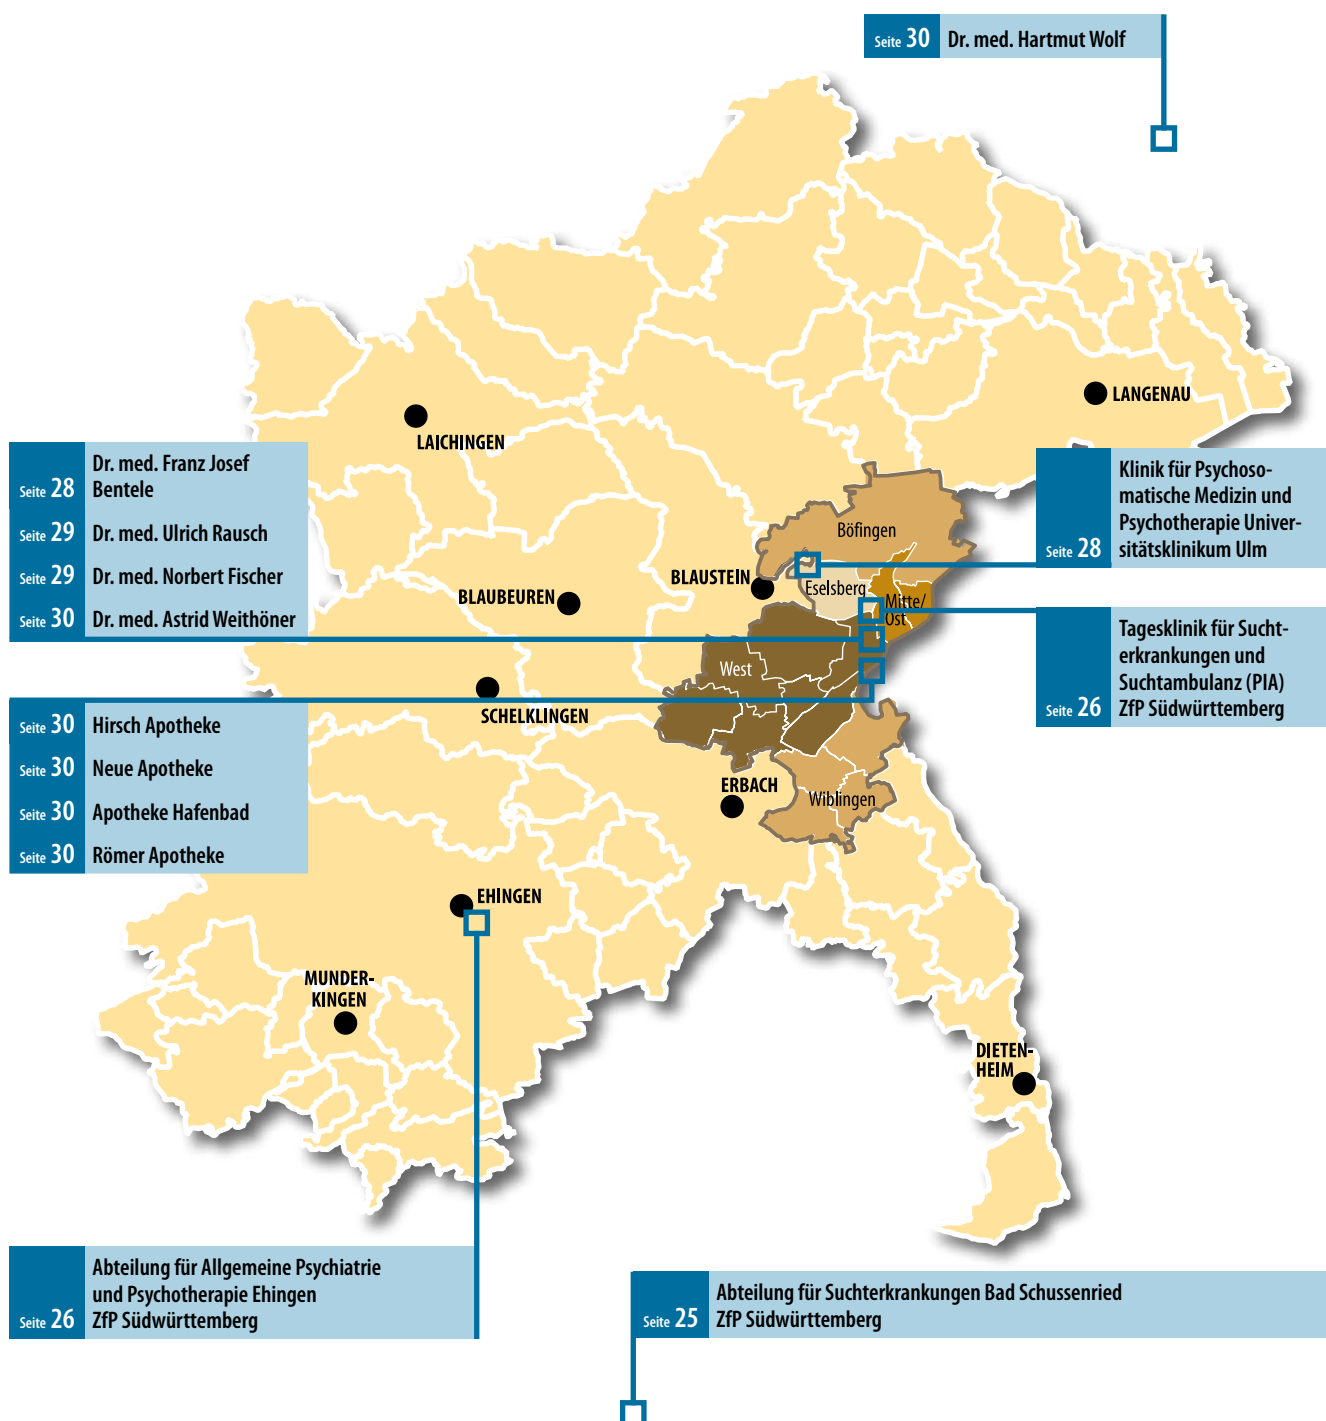 Seite 30 Dr. med. Hartmut Wolf
LANGENAU
LAICHINGEN
Seite 28 Dr. med. Franz Josef
Bentele
Seite 29 Dr. med. Ulrich Rausch
Seite 29 Dr. med. Norbert Fischer
Seite 30 Dr. med. Astrid Weithöner
Klinik für Psychoso-
matische Medizin und
Psychotherapie Univer-
Seite 28 sitätsklinikum Ulm
Böfingen
BLAUSTEIN
Eselsberg
BLAUBEUREN
Mitte/
Ost
Tagesklinik für Sucht-
erkrankungen und
Suchtambulanz (PIA)
Seite 26 ZfP Südwürttemberg
West
SCHELKLINGEN
Seite 30 Hirsch Apotheke
Seite 30 Neue Apotheke
Seite 30 Apotheke Hafenbad
Seite 30 Römer Apotheke
ERBACH
Wiblingen
EHINGEN
MUNDER-
KINGEN
DIETEN-
HEIM
Abteilung für Allgemeine Psychiatrie
und Psychotherapie Ehingen
Seite 26 ZfP Südwürttemberg
Abteilung für Suchterkrankungen Bad Schussenried
Seite 25 ZfP Südwürttemberg